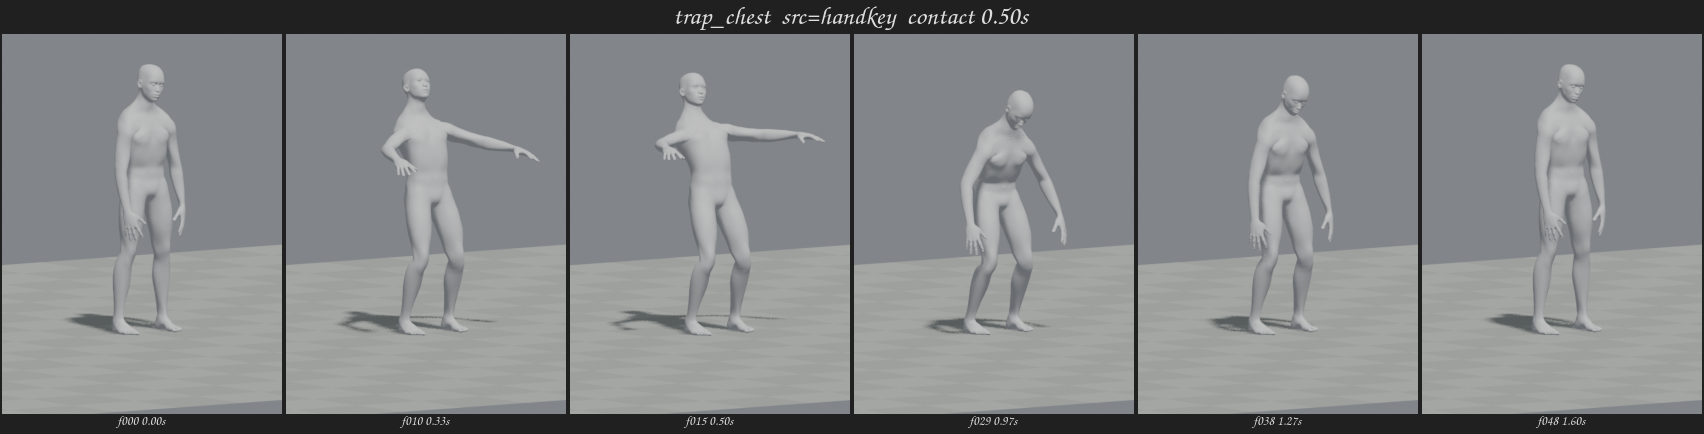 trap_chest src=handkey contact 0.50s
f000 0.00s
f010 0.33s
f015 0.50s
f029 0.97s
f038 1.27s
f048 1.60s